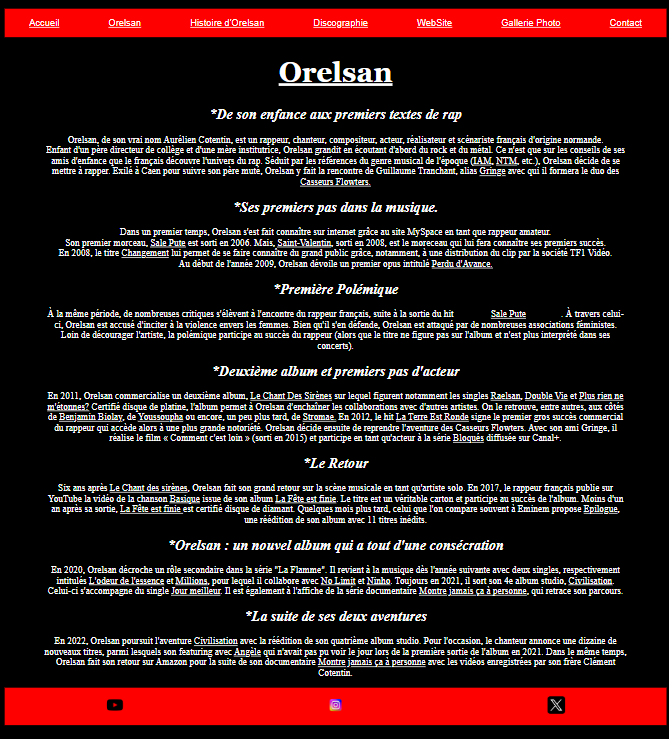 Accueil Orelsan Histoire d'Orelsan Discographie WebSite Gallerie Photo Contact
Orelsan
*De son enfance aux premiers textes de rap
Orelsan, de son vrai nom Aurélien Cotentin, est un rappeur, chanteur, compositeur, acteur, réalisateur et scénariste français d'origine normande.
Enfant d'un père directeur de collège et d'une mère institutrice, Orelsan grandit en écoutant d'abord du rock et du métal. Ce n'est que sur les conseils de ses
amis d'enfance que le français découvre l'univers du rap. Séduit par les références du genre musical de l'époque (IAM, NTM, etc.), Orelsan décide de se
mettre à rapper. Exilé à Caen pour suivre son père muté, Orelsan y fait la rencontre de Guillaume Tranchant, alias Gringe avec qui il formera le duo des
Casseurs Flowters.
*Ses premiers pas dans la musique.
Dans un premier temps, Orelsan s'est fait connaître sur internet grâce au site MySpace en tant que rappeur amateur.
Son premier morceau, Sale Pute est sorti en 2006. Mais, Saint-Valentin, sorti en 2008, est le moreceau qui lui fera connaître ses premiers succès.
En 2008, le titre Changement lui permet de se faire connaître du grand public grâce, notamment, à une distribution du clip par la société TF1 Vidéo.
Au début de l'année 2009, Orelsan dévoile un premier opus intitulé Perdu d'Avance.
*Première Polémique
À la même période, de nombreuses critiques s'élèvent à l'encontre du rappeur français, suite à la sortie du hit Sale Pute . À travers celui-
ci, Orelsan est accusé d'inciter à la violence envers les femmes. Bien qu'il s'en défende, Orelsan est attaqué par de nombreuses associations féministes.
Loin de décourager l'artiste, la polémique participe au succès du rappeur (alors que le titre ne figure pas sur l'album et n'est plus interprété dans ses
concerts).
*Deuxième album et premiers pas d'acteur
En 2011, Orelsan commercialise un deuxième album, Le Chant Des Sirènes sur lequel figurent notamment les singles Raelsan, Double Vie et Plus rien ne
m'étonnes? Certifié disque de platine, l'album permet à Orelsan d'enchaîner les collaborations avec d'autres artistes. On le retrouve, entre autres, aux côtés
de Benjamin Biolay, de Youssoupha ou encore, un peu plus tard, de Stromae. En 2012, le hit La Terre Est Ronde signe le premier gros succès commercial
du rappeur qui accède alors à une plus grande notoriété. Orelsan décide ensuite de reprendre l'aventure des Casseurs Flowters. Avec son ami Gringe, il
réalise le film « Comment c'est loin » (sorti en 2015) et participe en tant qu'acteur à la série Bloqués diffusée sur Canal+.
*Le Retour
Six ans après Le Chant des sirènes, Orelsan fait son grand retour sur la scène musicale en tant qu'artiste solo. En 2017, le rappeur français publie sur
YouTube la vidéo de la chanson Basique issue de son album La Fête est finie. Le titre est un véritable carton et participe au succès de l'album. Moins d'un
an après sa sortie, La Fête est finie est certifié disque de diamant. Quelques mois plus tard, celui que l'on compare souvent à Eminem propose Epilogue,
une réédition de son album avec 11 titres inédits.
*Orelsan : un nouvel album qui a tout d'une consécration
En 2020, Orelsan décroche un rôle secondaire dans la série "La Flamme". Il revient à la musique dès l'année suivante avec deux singles, respectivement
intitulés L'odeur de l'essence et Millions, pour lequel il collabore avec No Limit et Ninho. Toujours en 2021, il sort son 4e album studio, Civilisation.
Celui-ci s'accompagne du single Jour meilleur. Il est également à l'affiche de la série documentaire Montre jamais ça à personne, qui retrace son parcours.
*La suite de ses deux aventures
En 2022, Orelsan poursuit l'aventure Civilisation avec la réédition de son quatrième album studio. Pour l'occasion, le chanteur annonce une dizaine de
nouveaux titres, parmi lesquels son featuring avec Angèle qui n'avait pas pu voir le jour lors de la première sortie de l'album en 2021. Dans le même temps,
Orelsan fait son retour sur Amazon pour la suite de son documentaire Montre jamais ça à personne avec les vidéos enregistrées par son frère Clément
Cotentin.